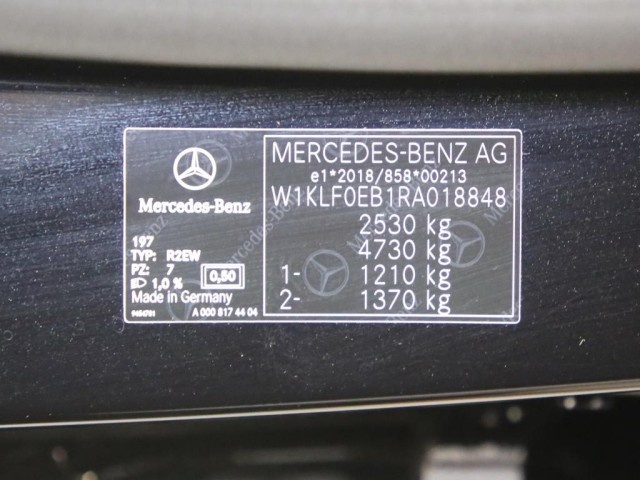 Mercedes-Benz
197
TYP: R2EW
PZ: 7
1,0 %
0,50
Made in Germany
9404701
A 000 817 44 04
MERCEDES-BENZ AG
e1*2018/858*00213
W1KLF0EB1RA018848
2530 kg
4730 kg
1- 1210 kg
2- 1370 kg